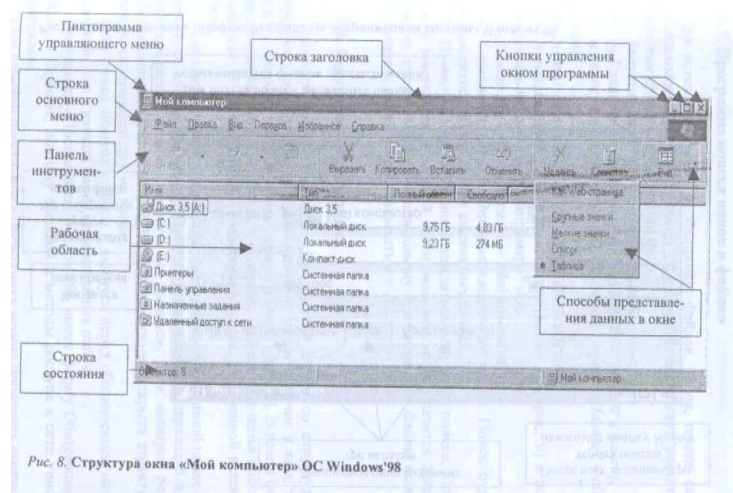 Пиктограмма
управляющего меню
Строка заголовка
Кнопки управления
окном программы
Строка
основного
меню
Мой компьютер
Файл Правка Вид Переход Избранное Справка
Панель
инструмен-
тов
Вырезать Копировать Вставить Отменить Удалить Свойства Вид
Имя Тип Полный объем Свободно
Как Web-страница
Крупные значки
Мелкие значки
Список
Таблица
Диск 3,5 (A:) Диск 3,5
(C:) Локальный диск 9,75 ГБ 4,83 ГБ
(D:) Локальный диск 9,23 ГБ 274 МБ
(E:) Компакт-диск
Принтеры Системная папка
Панель управления Системная папка
Назначенные задания Системная папка
Удаленный доступ к сети Системная папка
Рабочая
область
Способы представле-
ния данных в окне
Строка
состояния
8
Мой компьютер
Рис. 8. Структура окна «Мой компьютер» ОС Windows'98